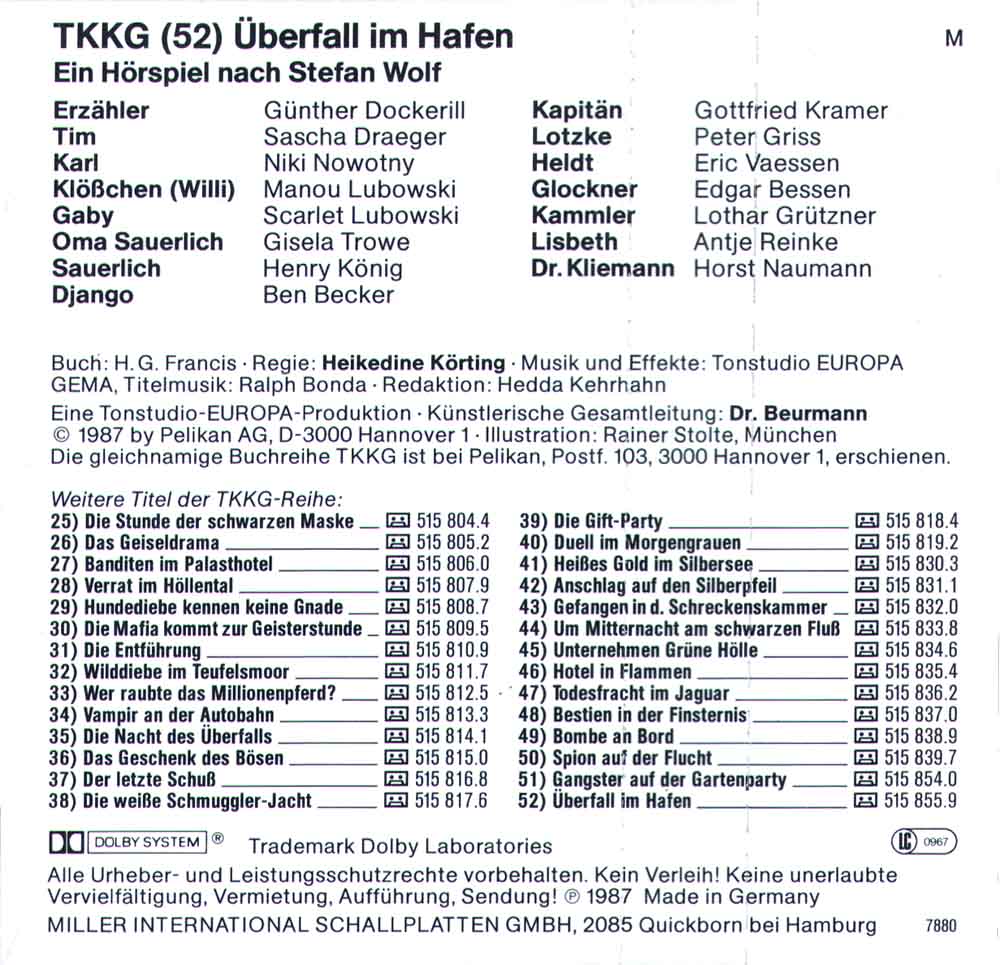 TKKG (52) Überfall im Hafen
M
Ein Hörspiel nach Stefan Wolf
Erzähler Günther Dockerill
Tim Sascha Draeger
Karl Niki Nowotny
Klößchen (Willi) Manou Lubowski
Gaby Scarlet Lubowski
Oma Sauerlich Gisela Trowe
Sauerlich Henry König
Django Ben Becker
Kapitän Gottfried Kramer
Lotzke Peter Griss
Heldt Eric Vaessen
Glockner Edgar Bessen
Kammler Lothar Grützner
Lisbeth Antje Reinke
Dr. Kliemann Horst Naumann
Buch: H. G. Francis · Regie: Heikedine Körting · Musik und Effekte: Tonstudio EUROPA
GEMA, Titelmusik: Ralph Bonda · Redaktion: Hedda Kehrhahn
Eine Tonstudio-EUROPA-Produktion · Künstlerische Gesamtleitung: Dr. Beurmann
© 1987 by Pelikan AG, D-3000 Hannover 1 · Illustration: Rainer Stolte, München
Die gleichnamige Buchreihe TKKG ist bei Pelikan, Postf. 103, 3000 Hannover 1, erschienen.
Weitere Titel der TKKG-Reihe:
25) Die Stunde der schwarzen Maske 515 804.4
26) Das Geiseldrama 515 805.2
27) Banditen im Palasthotel 515 806.0
28) Verrat im Höllental 515 807.9
29) Hundediebe kennen keine Gnade 515 808.7
30) Die Mafia kommt zur Geisterstunde 515 809.5
31) Die Entführung 515 810.9
32) Wilddiebe im Teufelsmoor 515 811.7
33) Wer raubte das Millionenpferd? 515 812.5
34) Vampir an der Autobahn 515 813.3
35) Die Nacht des Überfalls 515 814.1
36) Das Geschenk des Bösen 515 815.0
37) Der letzte Schuß 515 816.8
38) Die weiße Schmuggler-Jacht 515 817.6
39) Die Gift-Party 515 818.4
40) Duell im Morgengrauen 515 819.2
41) Heißes Gold im Silbersee 515 830.3
42) Anschlag auf den Silberpfeil 515 831.1
43) Gefangen in d. Schreckenskammer 515 832.0
44) Um Mitternacht am schwarzen Fluß 515 833.8
45) Unternehmen Grüne Hölle 515 834.6
46) Hotel in Flammen 515 835.4
47) Todesfracht im Jaguar 515 836.2
48) Bestien in der Finsternis 515 837.0
49) Bombe an Bord 515 838.9
50) Spion auf der Flucht 515 839.7
51) Gangster auf der Gartenparty 515 854.0
52) Überfall im Hafen 515 855.9
DOLBY SYSTEM ® Trademark Dolby Laboratories
LC 0967
Alle Urheber- und Leistungsschutzrechte vorbehalten. Kein Verleih! Keine unerlaubte
Vervielfältigung, Vermietung, Aufführung, Sendung! ℗ 1987 Made in Germany
MILLER INTERNATIONAL SCHALLPLATTEN GMBH, 2085 Quickborn bei Hamburg
7880